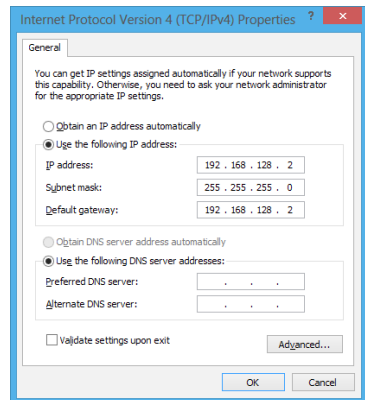 Internet Protocol Version 4 (TCP/IPv4) Properties ? ×
General
You can get IP settings assigned automatically if your network supports
this capability. Otherwise, you need to ask your network administrator
for the appropriate IP settings.
Obtain an IP address automatically
Use the following IP address:
IP address: 192 . 168 . 128 . 2
Subnet mask: 255 . 255 . 255 . 0
Default gateway: 192 . 168 . 128 . 2
Obtain DNS server address automatically
Use the following DNS server addresses:
Preferred DNS server: . . .
Alternate DNS server: . . .
Validate settings upon exit
Advanced...
OK Cancel